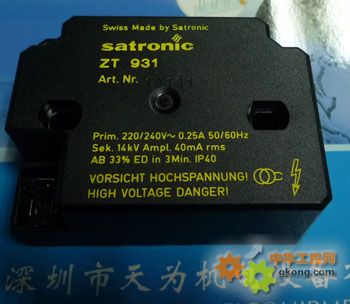 Swiss Made by Satronic
satronic
ZT 931
Art. Nr.
Prim. 220/240V~ 0.25A 50/60Hz
Sek. 14kV Ampl. 40mA rms
AB 33% ED in 3Min. IP40
VORSICHT HOCHSPANNUNG!
HIGH VOLTAGE DANGER!
中华工控网
gkong.com
深圳市天为机